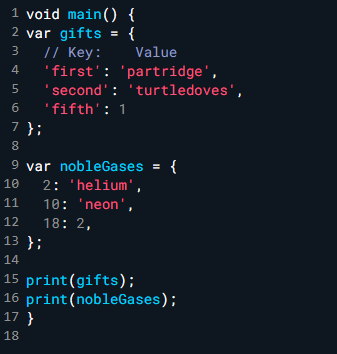 1 void main() {
2 var gifts = {
3   // Key:    Value
4   'first': 'partridge',
5   'second': 'turtledoves',
6   'fifth': 1
7 };
8
9 var nobleGases = {
10   2: 'helium',
11   10: 'neon',
12   18: 2,
13 };
14
15 print(gifts);
16 print(nobleGases);
17 }
18